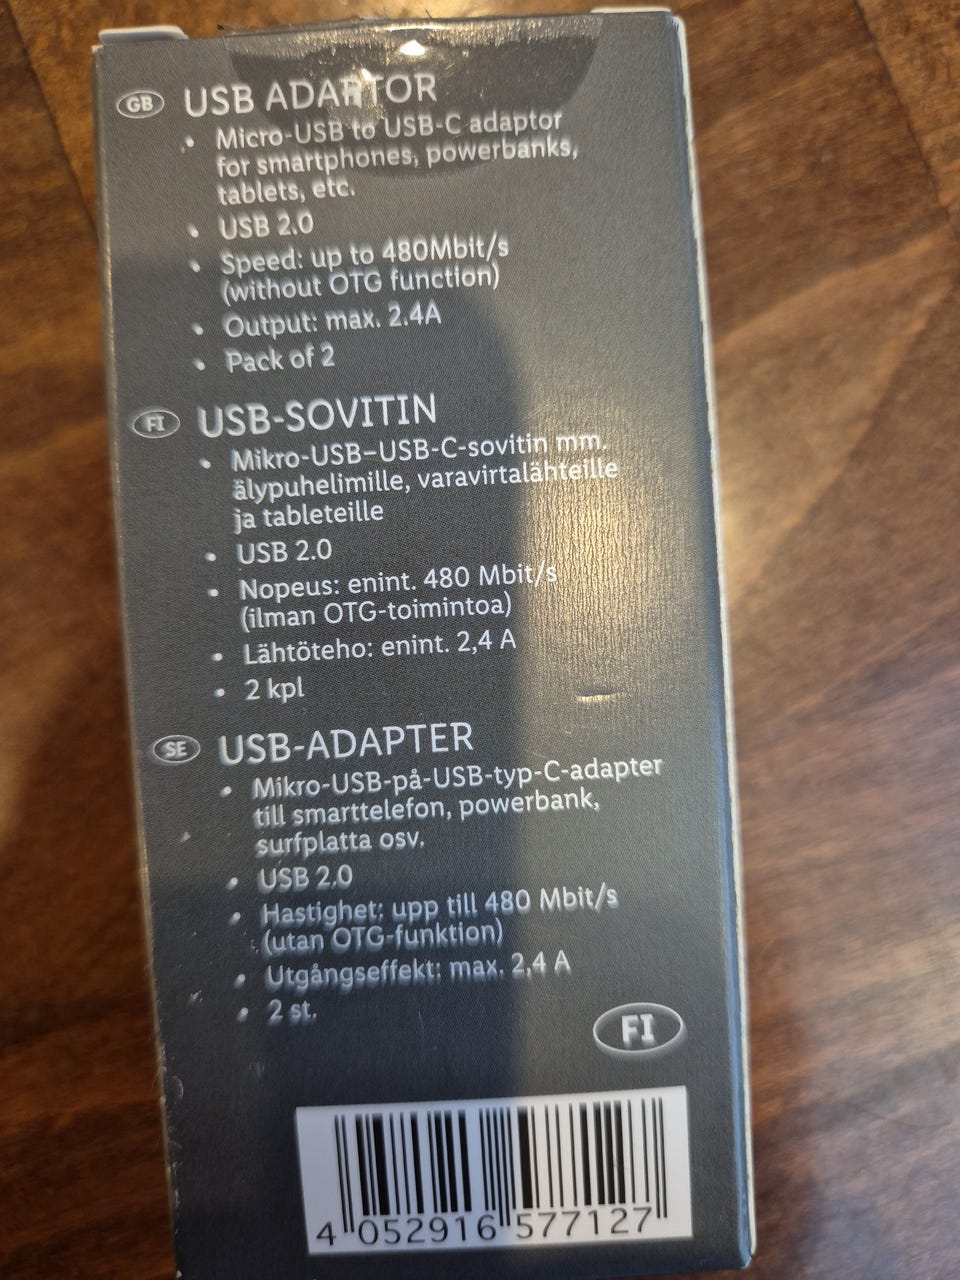 GB USB ADAPTOR
• Micro-USB to USB-C adaptor
for smartphones, powerbanks,
tablets, etc.
• USB 2.0
• Speed: up to 480Mbit/s
(without OTG function)
• Output: max. 2.4A
• Pack of 2
FI USB-SOVITIN
• Mikro-USB–USB-C-sovitin mm.
älypuhelimille, varavirtalähteille
ja tableteille
• USB 2.0
• Nopeus: enint. 480 Mbit/s
(ilman OTG-toimintoa)
• Lähtöteho: enint. 2,4 A
• 2 kpl
SE USB-ADAPTER
• Mikro-USB-på-USB-typ-C-adapter
till smarttelefon, powerbank,
surfplatta osv.
• USB 2.0
• Hastighet: upp till 480 Mbit/s
(utan OTG-funktion)
• Utgångseffekt: max. 2,4 A
• 2 st.
FI
4 052916 577127